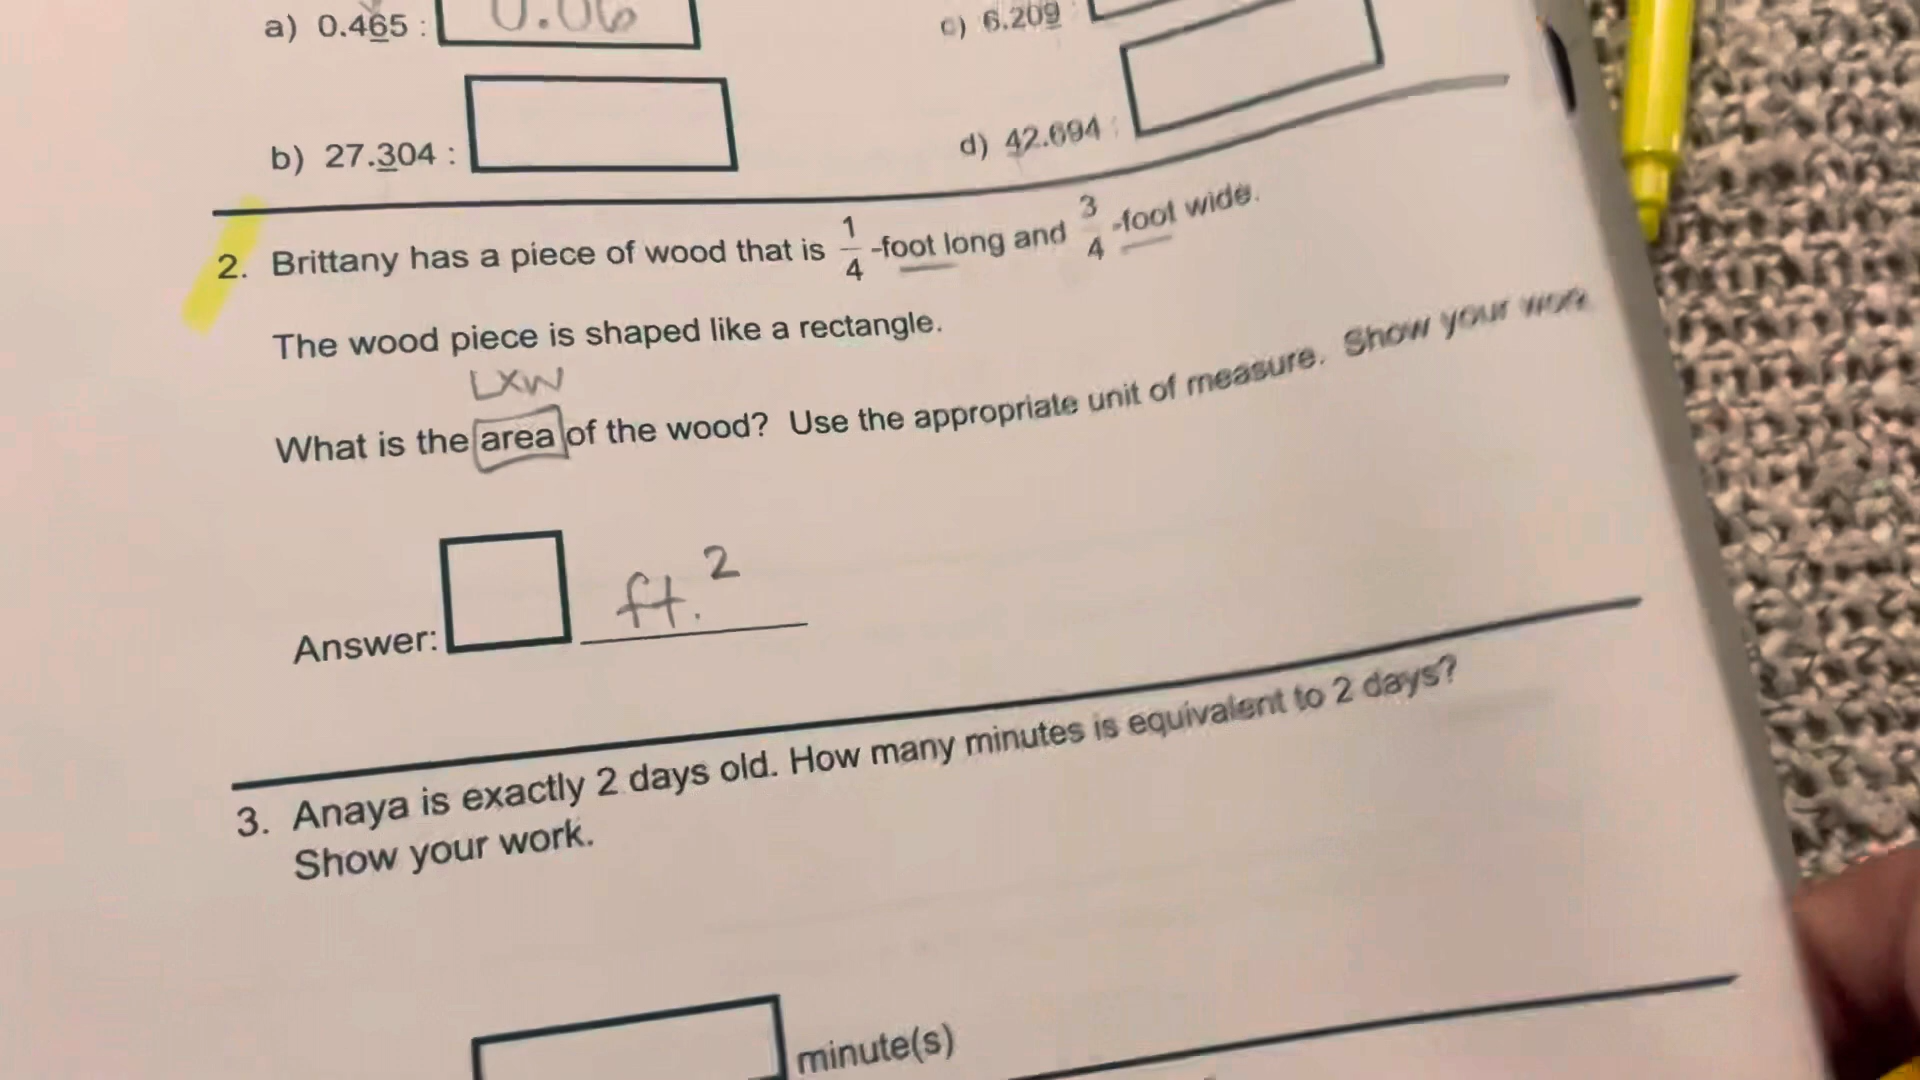 a) 0.465 : 0.06
c) 6.209 :
b) 27.304 :
d) 42.694 :
2. Brittany has a piece of wood that is 1/4 -foot long and 3/4 -foot wide.
The wood piece is shaped like a rectangle.
LXW
What is the area of the wood? Use the appropriate unit of measure. Show your work
Answer: ft.²
3. Anaya is exactly 2 days old. How many minutes is equivalent to 2 days?
Show your work.
minute(s)